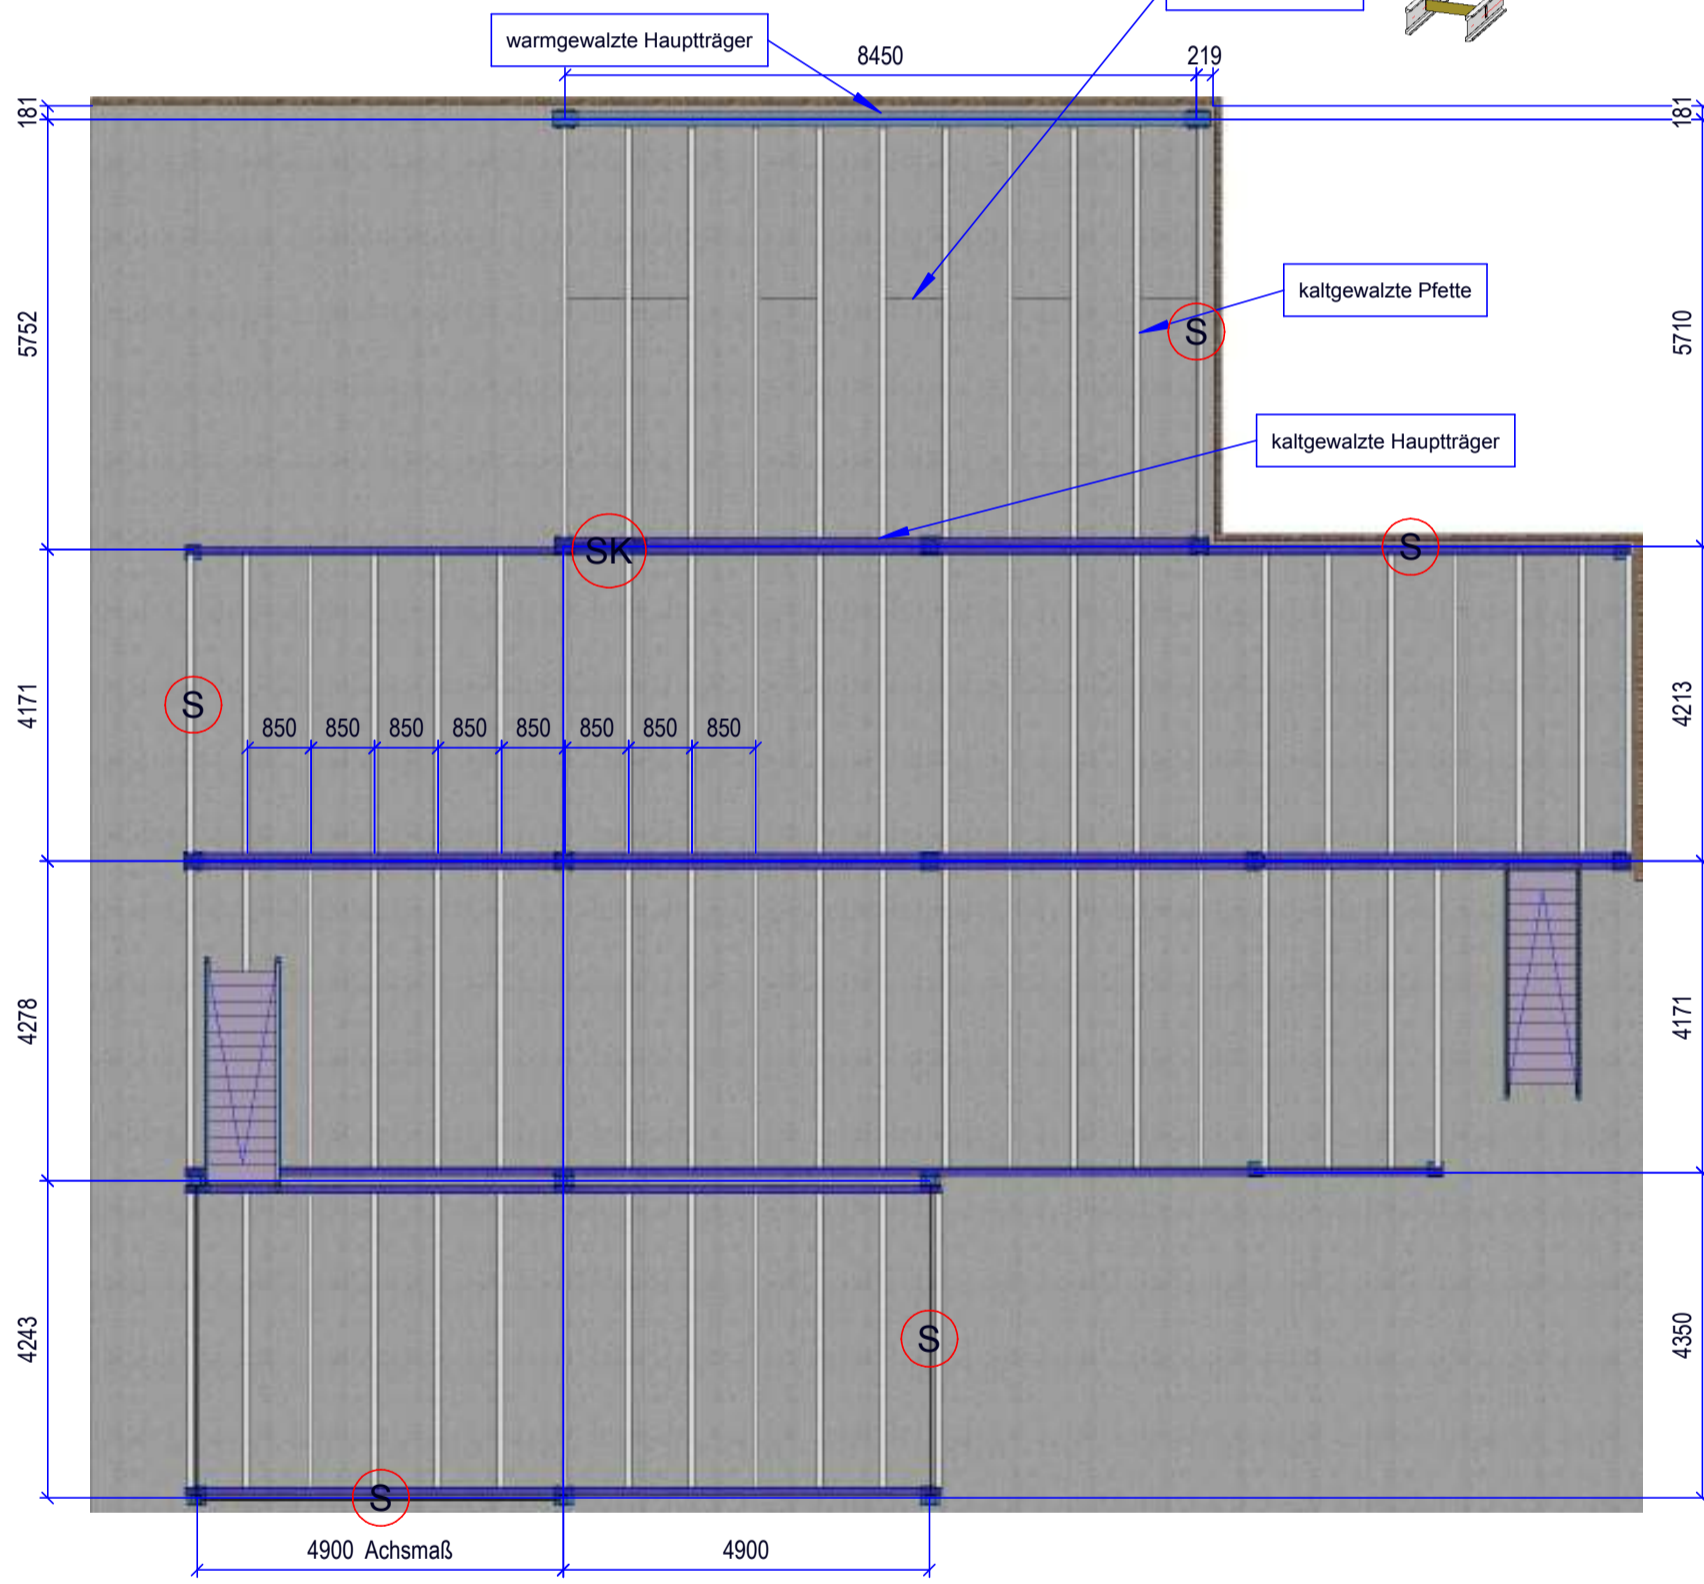 warmgewalzte Hauptträger
8450
219
181
181
5752
kaltgewalzte Pfette
5710
S
kaltgewalzte Hauptträger
SK
S
4171
S
850 850 850 850 850 850 850 850
4213
4278
4171
4243
S
4350
S
4900 Achsmaß
4900